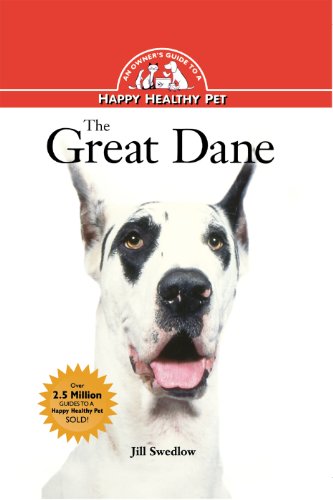 AN OWNER'S GUIDE TO A
HAPPY HEALTHY PET
The
Great Dane
Over
2.5 Million
GUIDES TO A
Happy Healthy Pet
SOLD!
Jill Swedlow